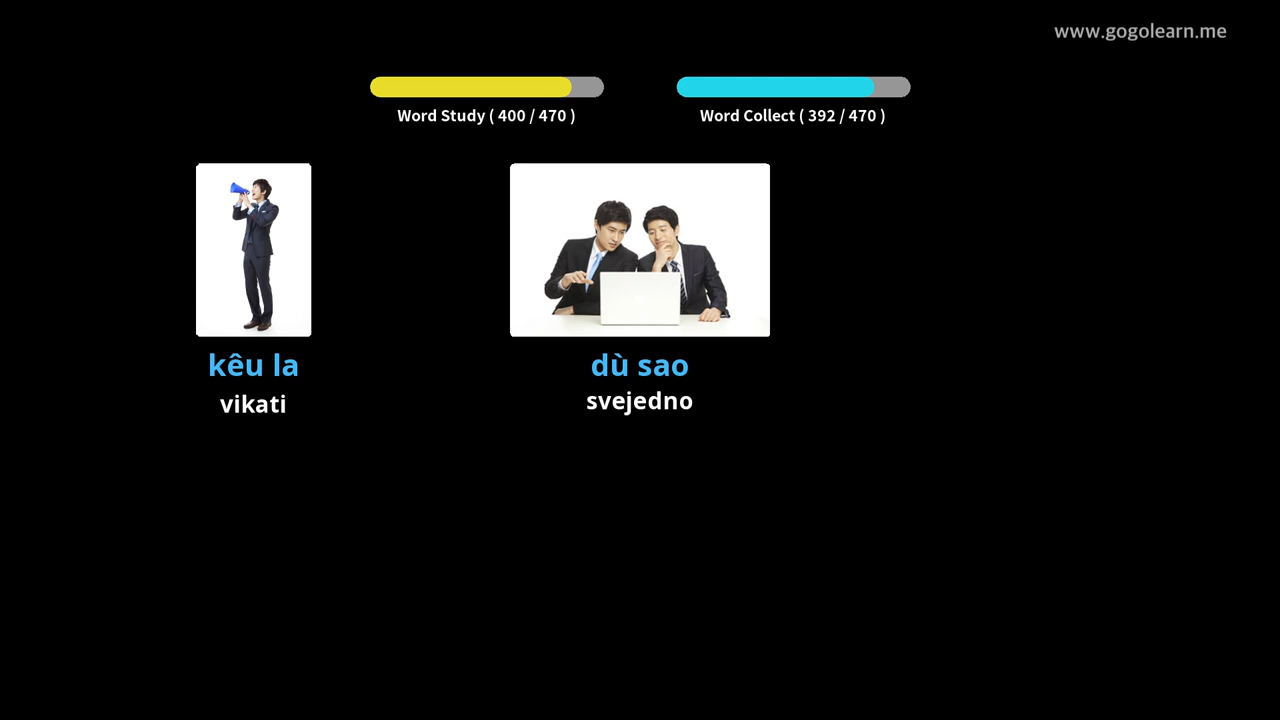 www.gogolearn.me
Word Study ( 400 / 470 )
Word Collect ( 392 / 470 )
kêu la
vikati
dù sao
svejedno